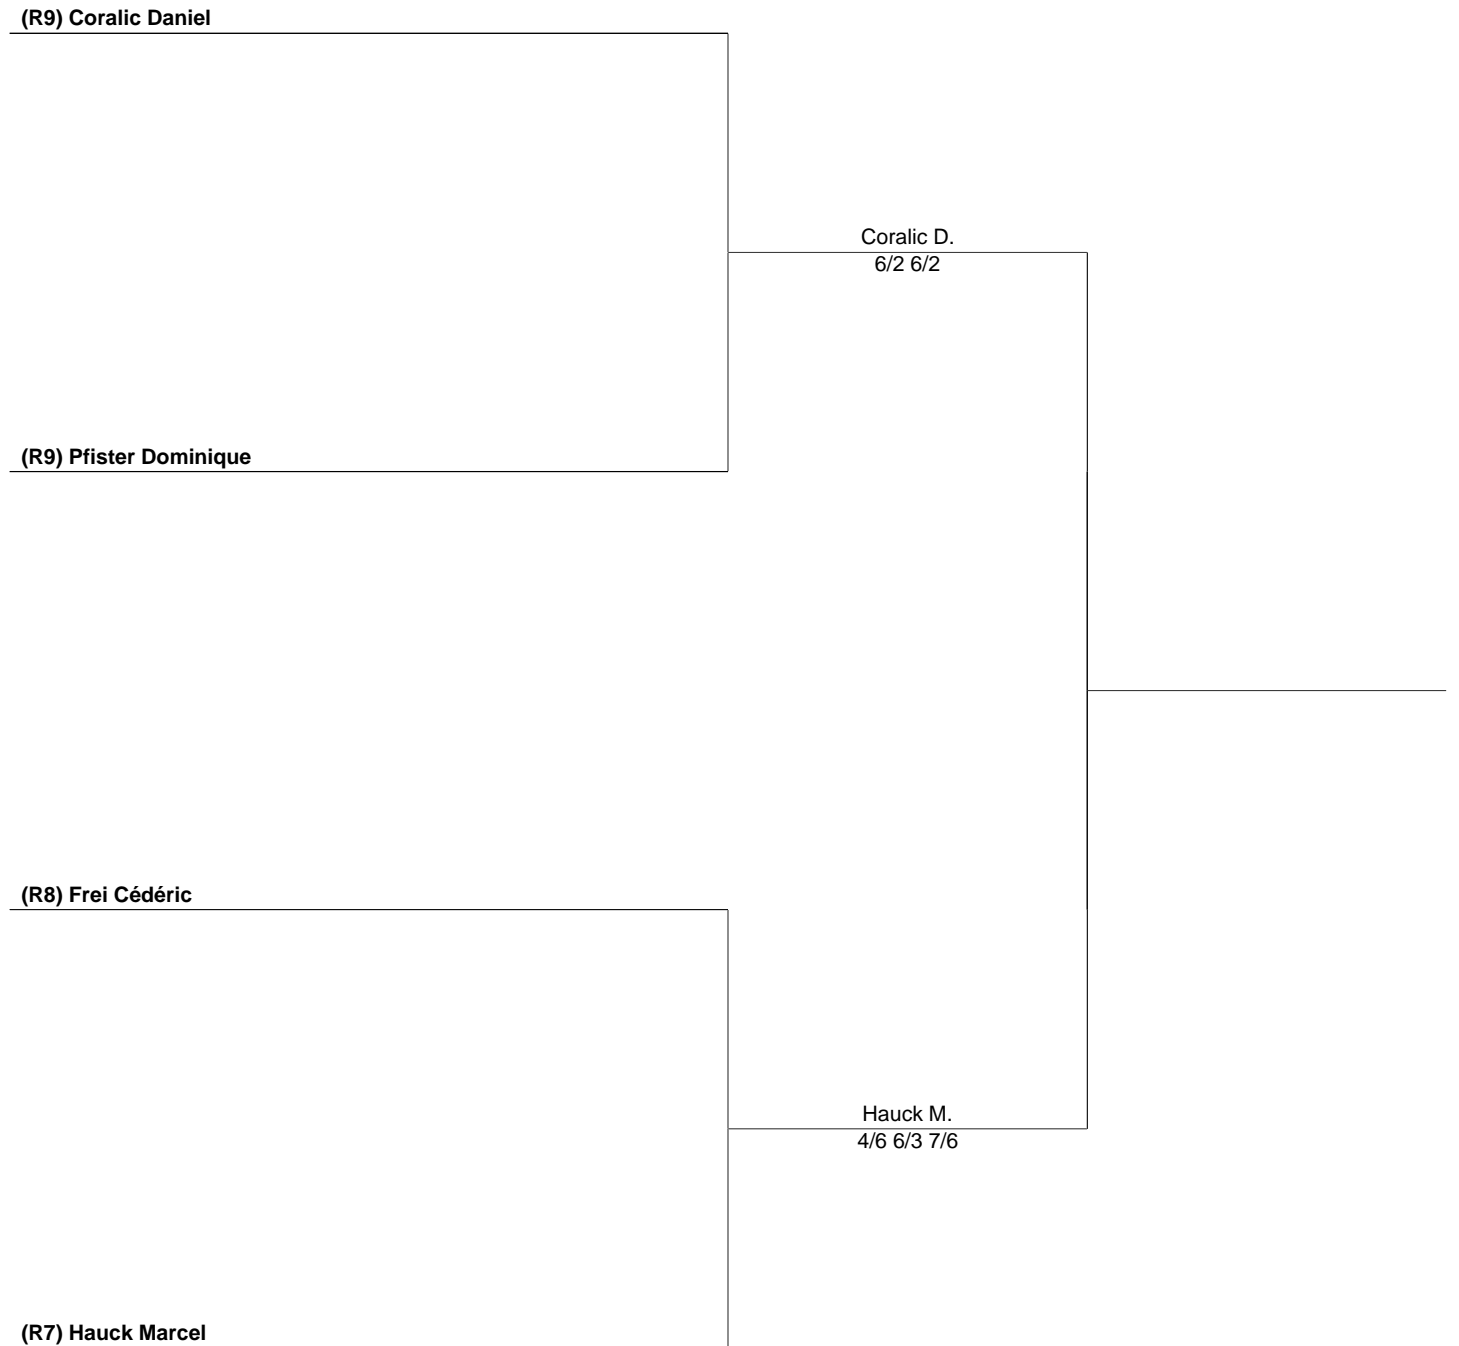 (R9) Coralic Daniel
Coralic D.
6/2 6/2
(R9) Pfister Dominique
(R8) Frei Cédéric
Hauck M.
4/6 6/3 7/6
(R7) Hauck Marcel